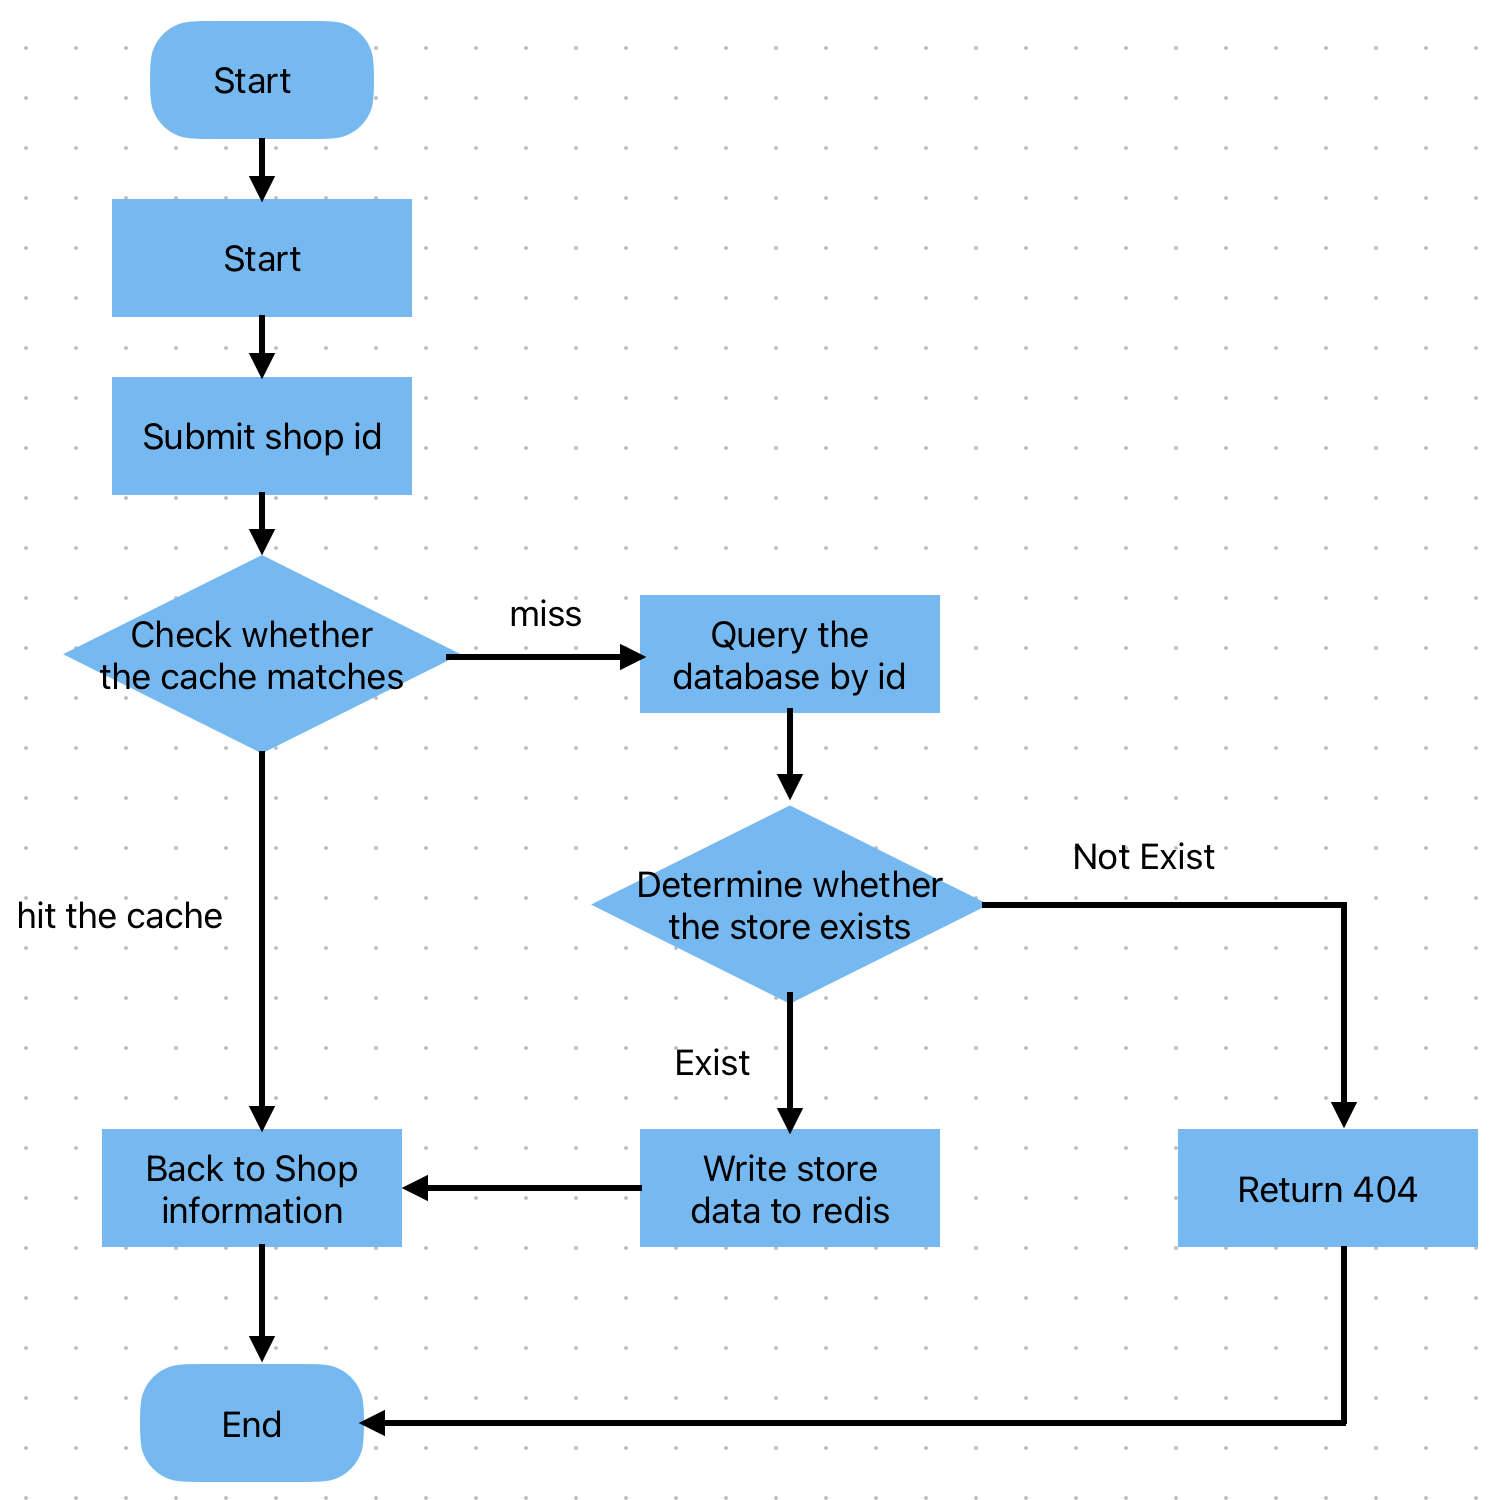 Start
Start
Submit shop id
Check whether
the cache matches
miss
Query the
database by id
Determine whether
the store exists
Not Exist
hit the cache
Exist
Back to Shop
information
Write store
data to redis
Return 404
End